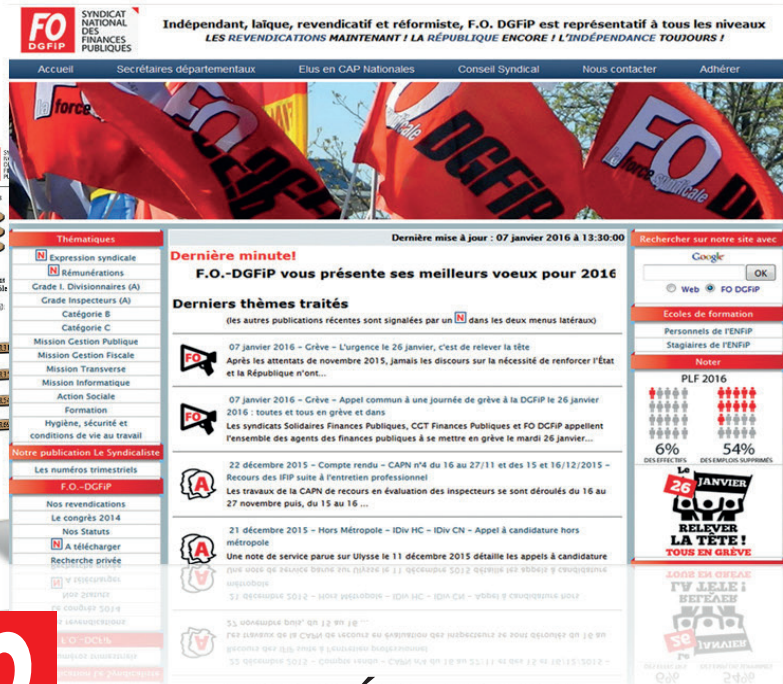 FO
DGFiP
SYNDICAT
NATIONAL
DES
FINANCES
PUBLIQUES
Indépendant, laïque, revendicatif et réformiste, F.O. DGFiP est représentatif à tous les niveaux
LES REVENDICATIONS MAINTENANT ! LA RÉPUBLIQUE ENCORE ! L'INDÉPENDANCE TOUJOURS !
Accueil Secrétaires départementaux Elus en CAP Nationales Conseil Syndical Nous contacter Adhérer
force
FO
FO
DGFiP
FO
la force syndicale
Thématiques
N Expression syndicale
N Rémunérations
Grade I. Divisionnaires (A)
Grade Inspecteurs (A)
Catégorie B
Catégorie C
Mission Gestion Publique
Mission Gestion Fiscale
Mission Transverse
Mission Informatique
Action Sociale
Formation
Hygiène, sécurité et
conditions de vie au travail
Notre publication Le Syndicaliste
Les numéros trimestriels
F.O.-DGFiP
Nos revendications
Le congrès 2014
Nos Statuts
N A télécharger
Recherche privée
Dernière mise à jour : 07 janvier 2016 à 13:30:00
Dernière minute!
F.O.-DGFiP vous présente ses meilleurs voeux pour 2016
Derniers thèmes traités
(les autres publications récentes sont signalées par un N dans les deux menus latéraux)
FO
07 janvier 2016 - Grève - L'urgence le 26 janvier, c'est de relever la tête
Après les attentats de novembre 2015, jamais les discours sur la nécessité de renforcer l'État
et la République n'ont...
FO
07 janvier 2016 - Grève - Appel commun à une journée de grève à la DGFiP le 26 janvier
2016 : toutes et tous en grève et dans
Les syndicats Solidaires Finances Publiques, CGT Finances Publiques et FO DGFiP appellent
l'ensemble des agents des finances publiques à se mettre en grève le mardi 26 janvier...
A
22 décembre 2015 - Compte rendu - CAPN n°4 du 16 au 27/11 et des 15 et 16/12/2015 -
Recours des IFIP suite à l'entretien professionnel
Les travaux de la CAPN de recours en évaluation des inspecteurs se sont déroulés du 16 au
27 novembre puis, du 15 au 16 ...
A
21 décembre 2015 - Hors Métropole - IDiv HC - IDiv CN - Appel à candidature hors
métropole
Une note de service parue sur Ulysse le 11 décembre 2015 détaille les appels à candidature
Rechercher sur notre site avec
Google
OK
Web FO DGFiP
Ecoles de formation
Personnels de l'ENFiP
Stagiaires de l'ENFiP
Noter
PLF 2016
6% 54%
DES EFFECTIFS DES EMPLOIS SUPPRIMÉS
Le
26 JANVIER
RELEVER
LA TÊTE !
TOUS EN GRÈVE